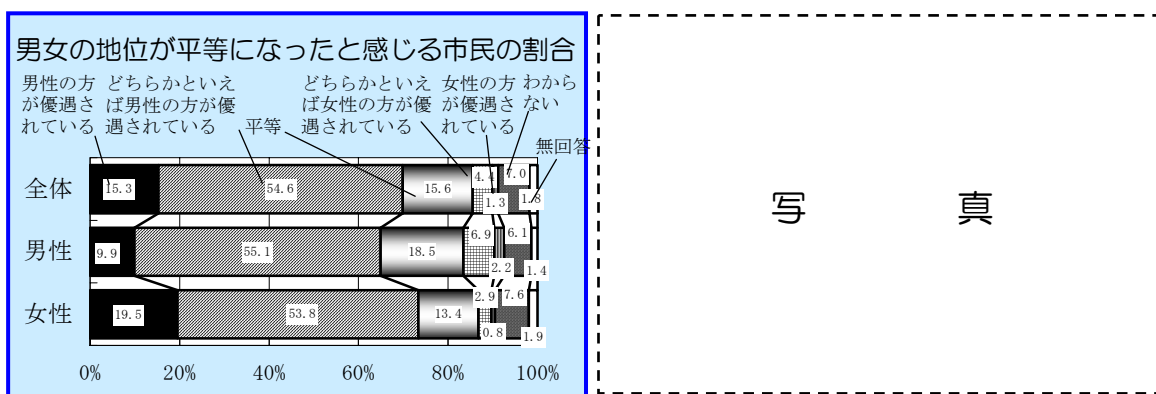 男女の地位が平等になったと感じる市民の割合
男性の方
が優遇さ
れている
どちらかといえ
ば男性の方が優
遇されている
平等
どちらかといえ
ば女性の方が優
遇されている
女性の方
が優遇さ
れている
わから
ない
無回答
全体
15.3
54.6
15.6
4.4
1.3
7.0
1.8
男性
9.9
55.1
18.5
6.9
2.2
6.1
1.4
女性
19.5
53.8
13.4
2.9
0.8
7.6
1.9
0% 20% 40% 60% 80% 100%
写 真